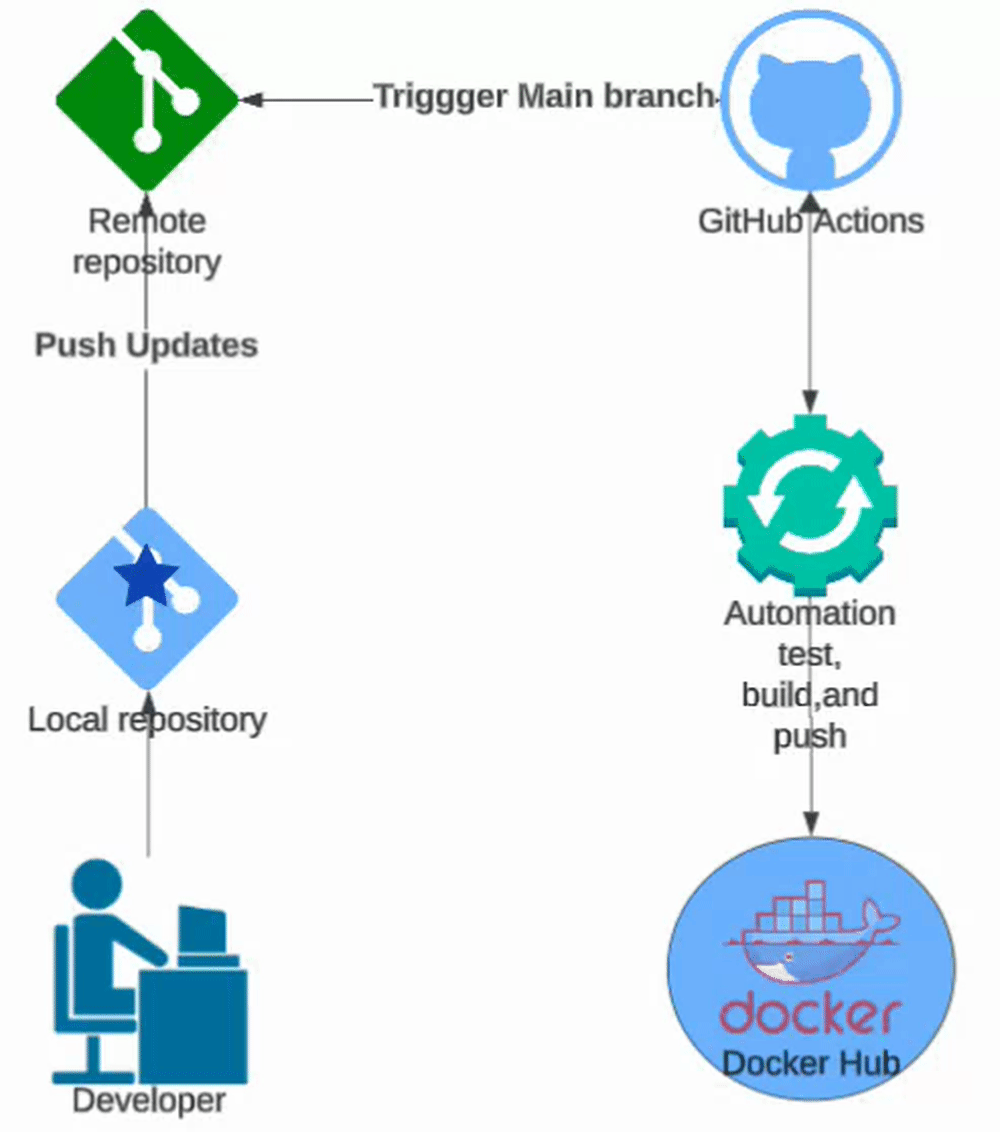 Triggger Main branch
Remote
repository
GitHub Actions
Push Updates
Local repository
Automation
test,
build,and
push
docker
Docker Hub
Developer